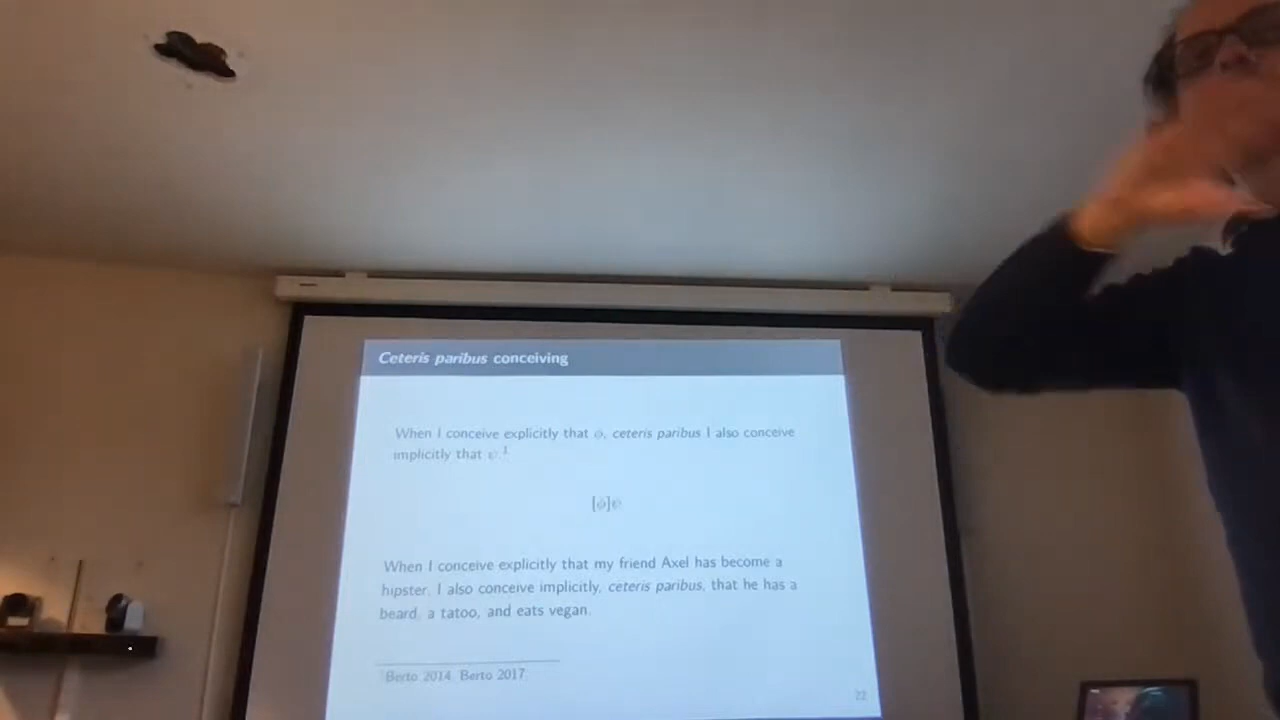 Ceteris paribus conceiving
When I conceive explicitly that φ, ceteris paribus I also conceive
implicitly that ψ.¹
[φ]ψ
When I conceive explicitly that my friend Axel has become a
hipster, I also conceive implicitly, ceteris paribus, that he has a
beard, a tatoo, and eats vegan.
Berto 2014, Berto 2017
22